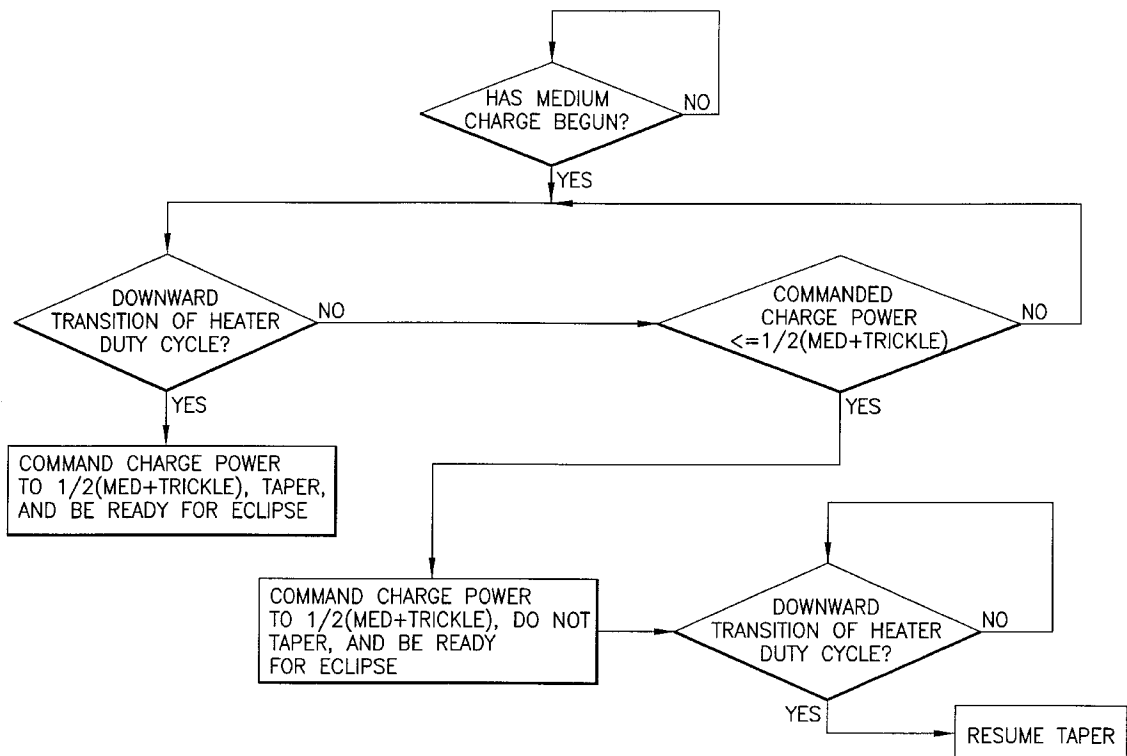 HAS MEDIUM
CHARGE BEGUN?
NO
YES
DOWNWARD
TRANSITION OF HEATER
DUTY CYCLE?
NO
YES
COMMANDED
CHARGE POWER
<=1/2(MED+TRICKLE)
NO
YES
COMMAND CHARGE POWER
TO 1/2(MED+TRICKLE), TAPER,
AND BE READY FOR ECLIPSE
COMMAND CHARGE POWER
TO 1/2(MED+TRICKLE), DO NOT
TAPER, AND BE READY
FOR ECLIPSE
DOWNWARD
TRANSITION OF HEATER
DUTY CYCLE?
NO
YES
RESUME TAPER